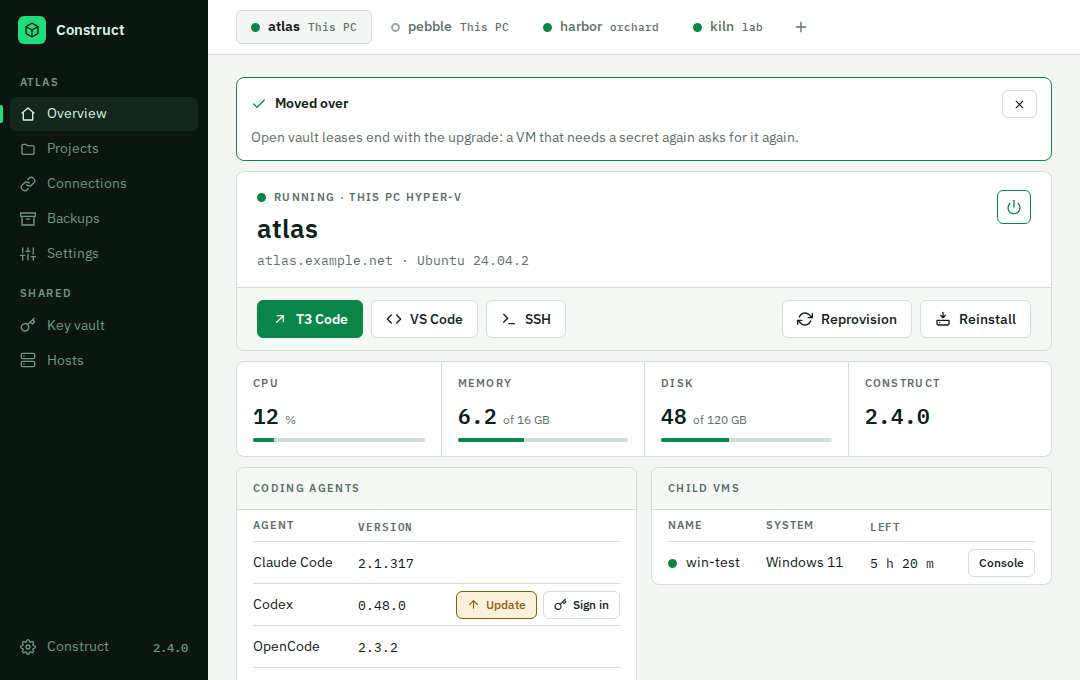 Construct
atlas This PC
pebble This PC
harbor orchard
kiln lab
ATLAS
Overview
Projects
Connections
Backups
Settings
SHARED
Key vault
Hosts
Construct 2.4.0
Moved over
Open vault leases end with the upgrade: a VM that needs a secret again asks for it again.
RUNNING · THIS PC HYPER-V
atlas
atlas.example.net · Ubuntu 24.04.2
T3 Code
VS Code
SSH
Reprovision
Reinstall
CPU
12 %
MEMORY
6.2 of 16 GB
DISK
48 of 120 GB
CONSTRUCT
2.4.0
CODING AGENTS
AGENT VERSION
Claude Code 2.1.317
Codex 0.48.0 Update Sign in
OpenCode 2.3.2
CHILD VMS
NAME SYSTEM LEFT
win-test Windows 11 5 h 20 m Console